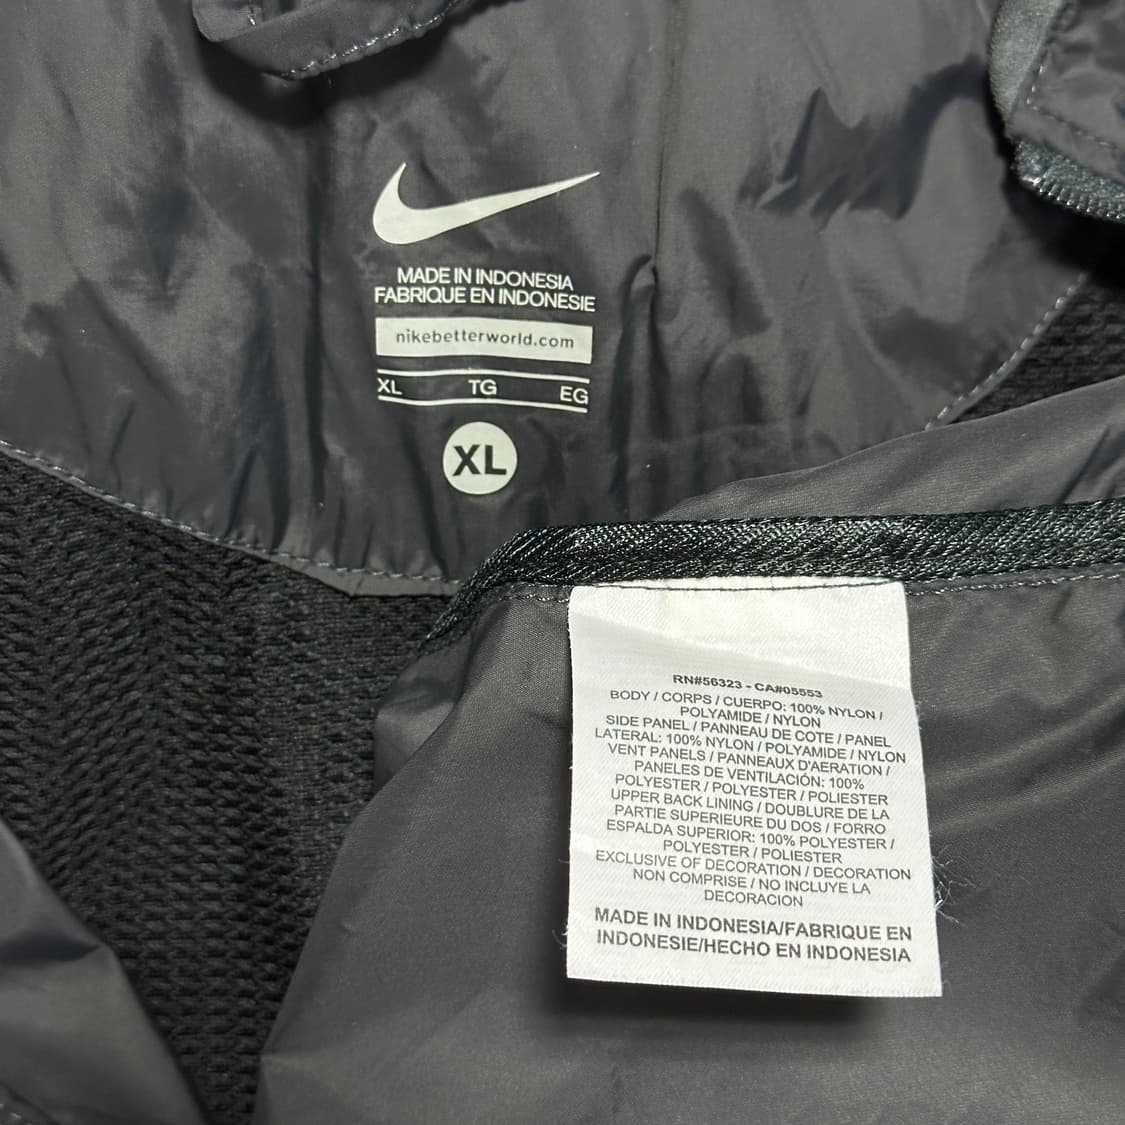 MADE IN INDONESIA
FABRIQUE EN INDONESIE
nikebetterworld.com
XL TG EG
XL
RN#56323 - CA#05553
BODY / CORPS / CUERPO: 100% NYLON /
POLYAMIDE / NYLON
SIDE PANEL / PANNEAU DE COTE / PANEL
LATERAL: 100% NYLON / POLYAMIDE / NYLON
VENT PANELS / PANNEAUX D'AERATION /
PANELES DE VENTILACIÓN: 100%
POLYESTER / POLYESTER / POLIESTER
UPPER BACK LINING / DOUBLURE DE LA
PARTIE SUPERIEURE DU DOS / FORRO
ESPALDA SUPERIOR: 100% POLYESTER /
POLYESTER / POLIESTER
EXCLUSIVE OF DECORATION / DECORATION
NON COMPRISE / NO INCLUYE LA
DECORACION
MADE IN INDONESIA/FABRIQUE EN
INDONESIE/HECHO EN INDONESIA